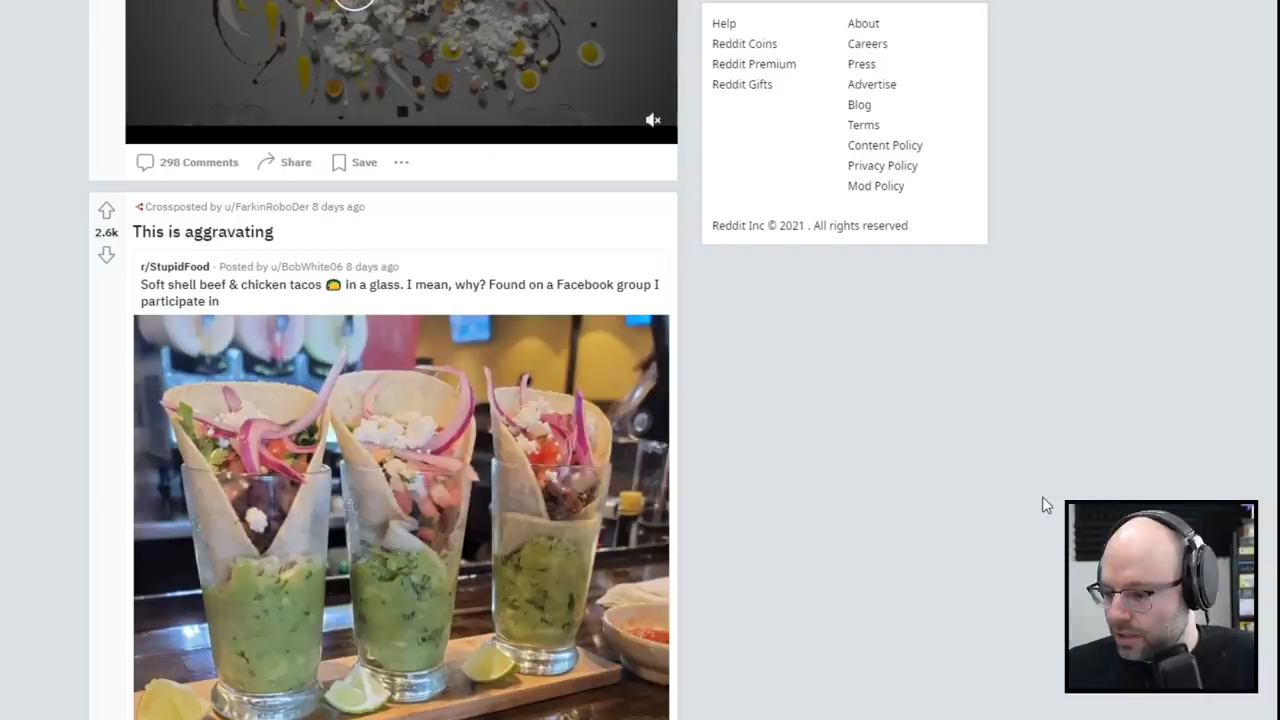 298 Comments Share Save
Crossposted by u/FarkinRoboDer 8 days ago
2.6k
This is aggravating
r/StupidFood · Posted by u/BobWhite06 8 days ago
Soft shell beef & chicken tacos 🌮 in a glass. I mean, why? Found on a Facebook group I
participate in
Help
Reddit Coins
Reddit Premium
Reddit Gifts
About
Careers
Press
Advertise
Blog
Terms
Content Policy
Privacy Policy
Mod Policy
Reddit Inc © 2021 . All rights reserved